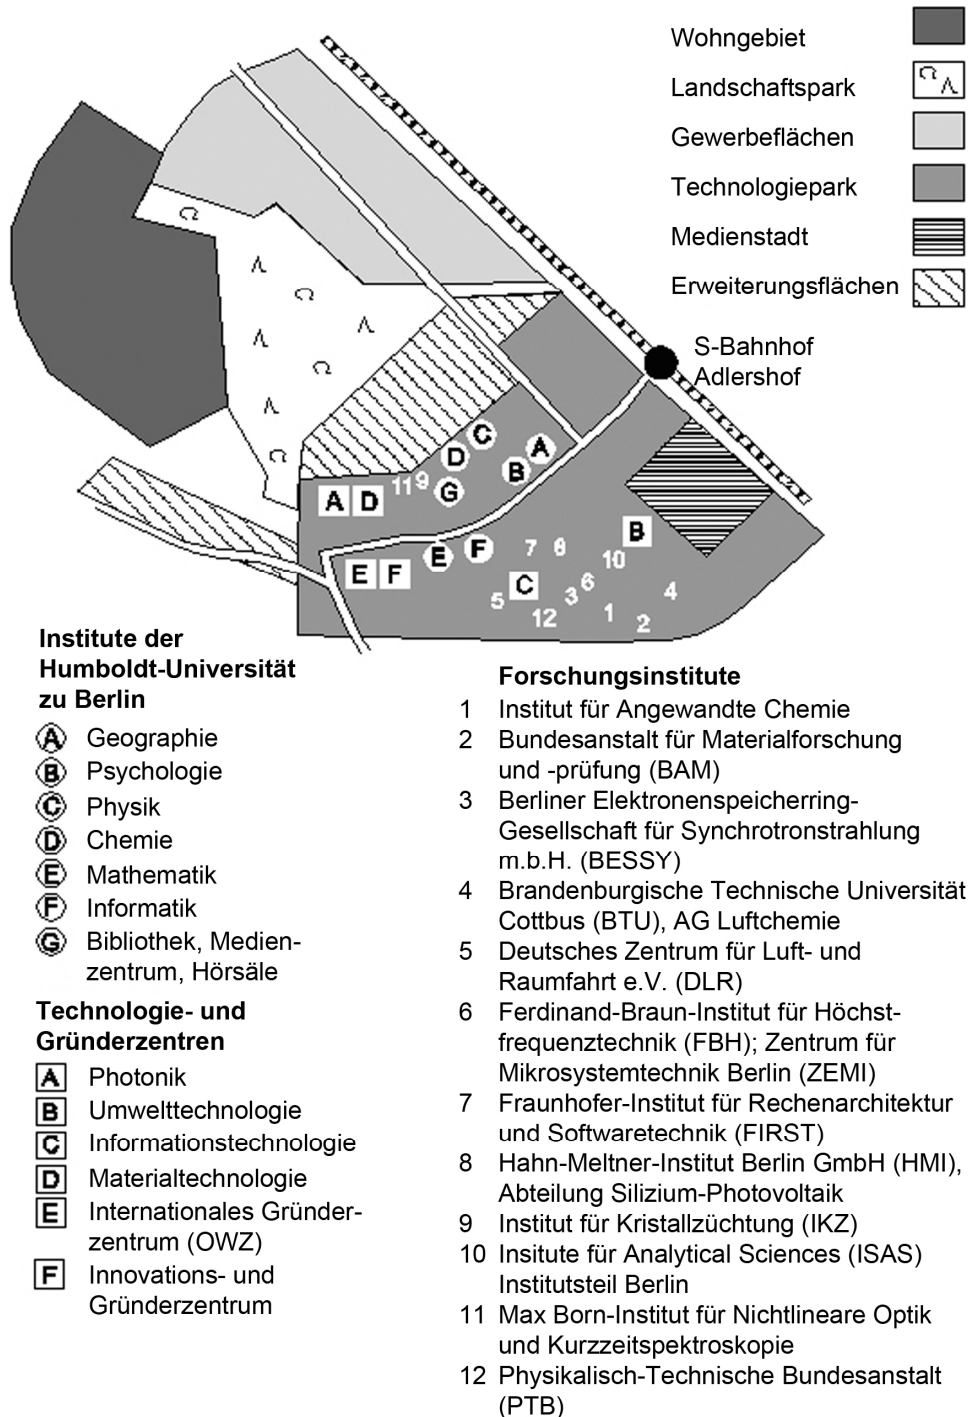 Wohngebiet
Landschaftspark
Gewerbeflächen
Technologiepark
Medienstadt
Erweiterungsflächen
S-Bahnhof
Adlershof
C
A
D
B
11 9
G
A D
B
F
7 8
E
10
E F
C
6
3
4
5
12
1
2
Institute der
Humboldt-Universität
zu Berlin
A Geographie
B Psychologie
C Physik
D Chemie
E Mathematik
F Informatik
G Bibliothek, Medien-
zentrum, Hörsäle
Technologie- und
Gründerzentren
A Photonik
B Umwelttechnologie
C Informationstechnologie
D Materialtechnologie
E Internationales Gründer-
zentrum (OWZ)
F Innovations- und
Gründerzentrum
Forschungsinstitute
1 Institut für Angewandte Chemie
2 Bundesanstalt für Materialforschung
und -prüfung (BAM)
3 Berliner Elektronenspeicherring-
Gesellschaft für Synchrotronstrahlung
m.b.H. (BESSY)
4 Brandenburgische Technische Universität
Cottbus (BTU), AG Luftchemie
5 Deutsches Zentrum für Luft- und
Raumfahrt e.V. (DLR)
6 Ferdinand-Braun-Institut für Höchst-
frequenztechnik (FBH); Zentrum für
Mikrosystemtechnik Berlin (ZEMI)
7 Fraunhofer-Institut für Rechenarchitektur
und Softwaretechnik (FIRST)
8 Hahn-Meltner-Institut Berlin GmbH (HMI),
Abteilung Silizium-Photovoltaik
9 Institut für Kristallzüchtung (IKZ)
10 Insitute für Analytical Sciences (ISAS)
Institutsteil Berlin
11 Max Born-Institut für Nichtlineare Optik
und Kurzzeitspektroskopie
12 Physikalisch-Technische Bundesanstalt
(PTB)